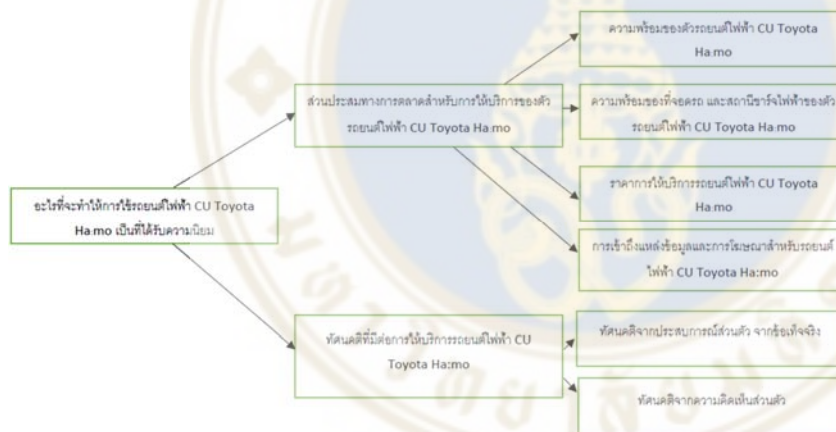 อะไรที่จะทำให้การใช้รถยนต์ไฟฟ้า CU Toyota
Ha:mo เป็นที่ได้รับความนิยม
ส่วนประสมทางการตลาดสำหรับการให้บริการของตัว
รถยนต์ไฟฟ้า CU Toyota Ha:mo
ความพร้อมของตัวรถยนต์ไฟฟ้า CU Toyota
Ha:mo
ความพร้อมของที่จอดรถ และสถานีชาร์จไฟฟ้าของตัว
รถยนต์ไฟฟ้า CU Toyota Ha:mo
ราคาการให้บริการรถยนต์ไฟฟ้า CU Toyota
Ha:mo
การเข้าถึงแหล่งข้อมูลและการโฆษณาสำหรับรถยนต์
ไฟฟ้า CU Toyota Ha:mo
ทัศนคติที่มีต่อการให้บริการรถยนต์ไฟฟ้า CU
Toyota Ha:mo
ทัศนคติจากประสบการณ์ส่วนตัว จากข้อเท็จจริง
ทัศนคติจากความคิดเห็นส่วนตัว